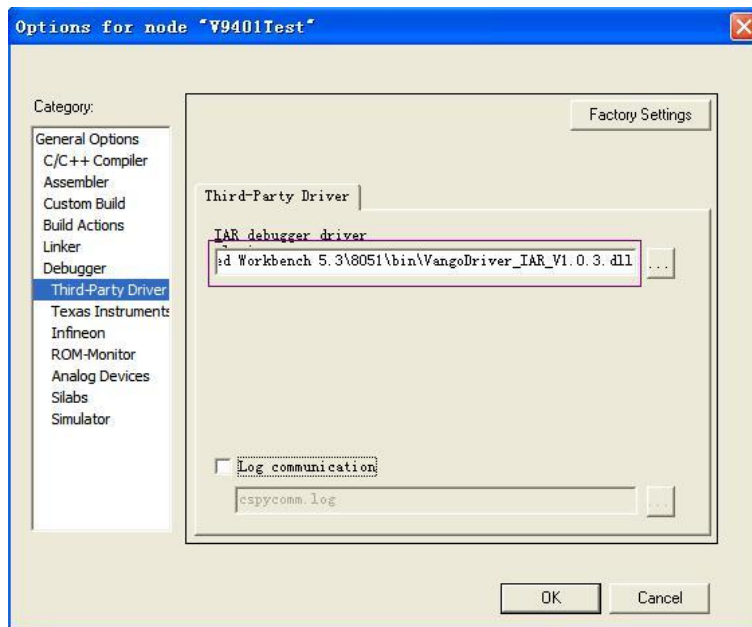 Options for node "V9401Test"
Category:
General Options
C/C++ Compiler
Assembler
Custom Build
Build Actions
Linker
Debugger
Third-Party Driver
Texas Instruments
Infineon
ROM-Monitor
Analog Devices
Silabs
Simulator
Factory Settings
Third-Party Driver
IAR debugger driver
ed Workbench 5.3\8051\bin\VangoDriver_IAR_V1.0.3.dll
...
Log communication
cspycomm.log
...
OK
Cancel